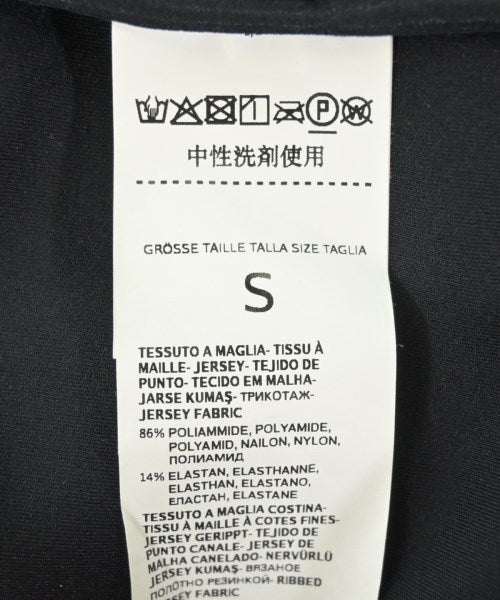 P W
中性洗剤使用
GRÖSSE TAILLE TALLA SIZE TAGLIA
S
TESSUTO A MAGLIA- TISSU À
MAILLE- JERSEY- TEJIDO DE
PUNTO- TECIDO EM MALHA-
JARSE KUMAŞ- ТРИКОТАЖ-
JERSEY FABRIC
86% POLIAMMIDE, POLYAMIDE,
POLYAMID, NAILON, NYLON,
ПОЛИАМИД
14% ELASTAN, ELASTHANNE,
ELASTHAN, ELASTANO,
ЕЛАСТАН, ELASTANE
TESSUTO A MAGLIA COSTINA-
TISSU À MAILLE À CÔTES FINES-
JERSEY GERIPPT- TEJIDO DE
PUNTO CANALE- JERSEY DE
MALHA CANELADO- NERVÜRLÜ
JERSEY KUMAŞ- ВЯЗАНОЕ
ПОЛОТНО РЕЗИНКОЙ- RIBBED
JERSEY FABRIC